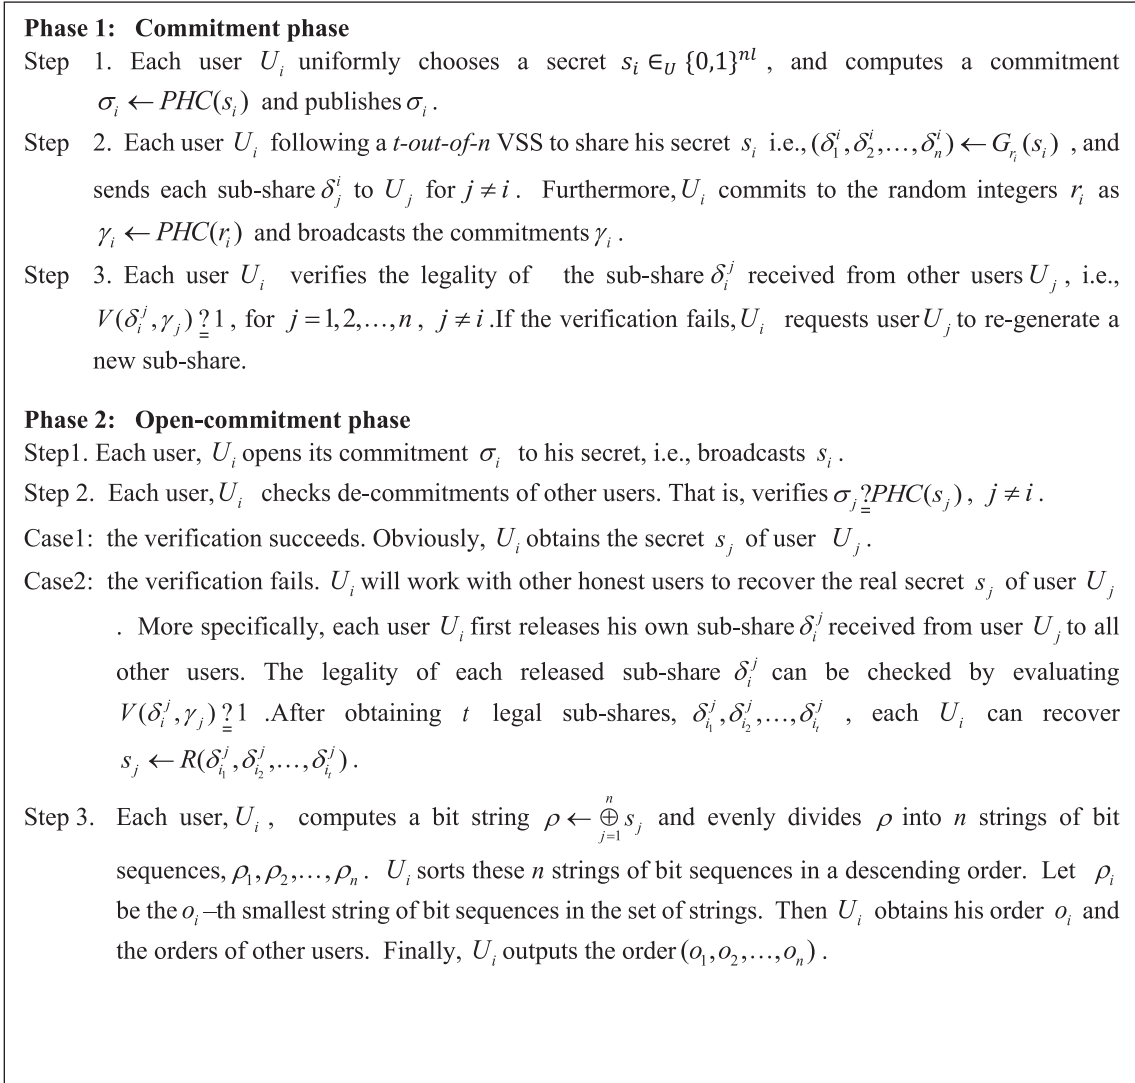 Phase 1: Commitment phase
Step 1. Each user U_i uniformly chooses a secret s_i ∈_U {0,1}^{nl} , and computes a commitment
σ_i ← PHC(s_i) and publishes σ_i .
Step 2. Each user U_i following a t-out-of-n VSS to share his secret s_i i.e., (δ_1^i, δ_2^i, …, δ_n^i) ← G_{r_i}(s_i) , and
sends each sub-share δ_j^i to U_j for j ≠ i . Furthermore, U_i commits to the random integers r_i as
γ_i ← PHC(r_i) and broadcasts the commitments γ_i .
Step 3. Each user U_i verifies the legality of the sub-share δ_i^j received from other users U_j , i.e.,
V(δ_i^j, γ_j) ?= 1 , for j = 1, 2, …, n , j ≠ i .If the verification fails, U_i requests user U_j to re-generate a
new sub-share.
Phase 2: Open-commitment phase
Step1. Each user, U_i opens its commitment σ_i to his secret, i.e., broadcasts s_i .
Step 2. Each user, U_i checks de-commitments of other users. That is, verifies σ_j ?= PHC(s_j) , j ≠ i .
Case1: the verification succeeds. Obviously, U_i obtains the secret s_j of user U_j .
Case2: the verification fails. U_i will work with other honest users to recover the real secret s_j of user U_j
. More specifically, each user U_i first releases his own sub-share δ_i^j received from user U_j to all
other users. The legality of each released sub-share δ_i^j can be checked by evaluating
V(δ_i^j, γ_j) ?= 1 .After obtaining t legal sub-shares, δ_{i_1}^j, δ_{i_2}^j, …, δ_{i_t}^j , each U_i can recover
s_j ← R(δ_{i_1}^j, δ_{i_2}^j, …, δ_{i_t}^j) .
Step 3. Each user, U_i , computes a bit string ρ ← ⊕_{j=1}^n s_j and evenly divides ρ into n strings of bit
sequences, ρ_1, ρ_2, …, ρ_n . U_i sorts these n strings of bit sequences in a descending order. Let ρ_i
be the o_i –th smallest string of bit sequences in the set of strings. Then U_i obtains his order o_i and
the orders of other users. Finally, U_i outputs the order (o_1, o_2, …, o_n) .